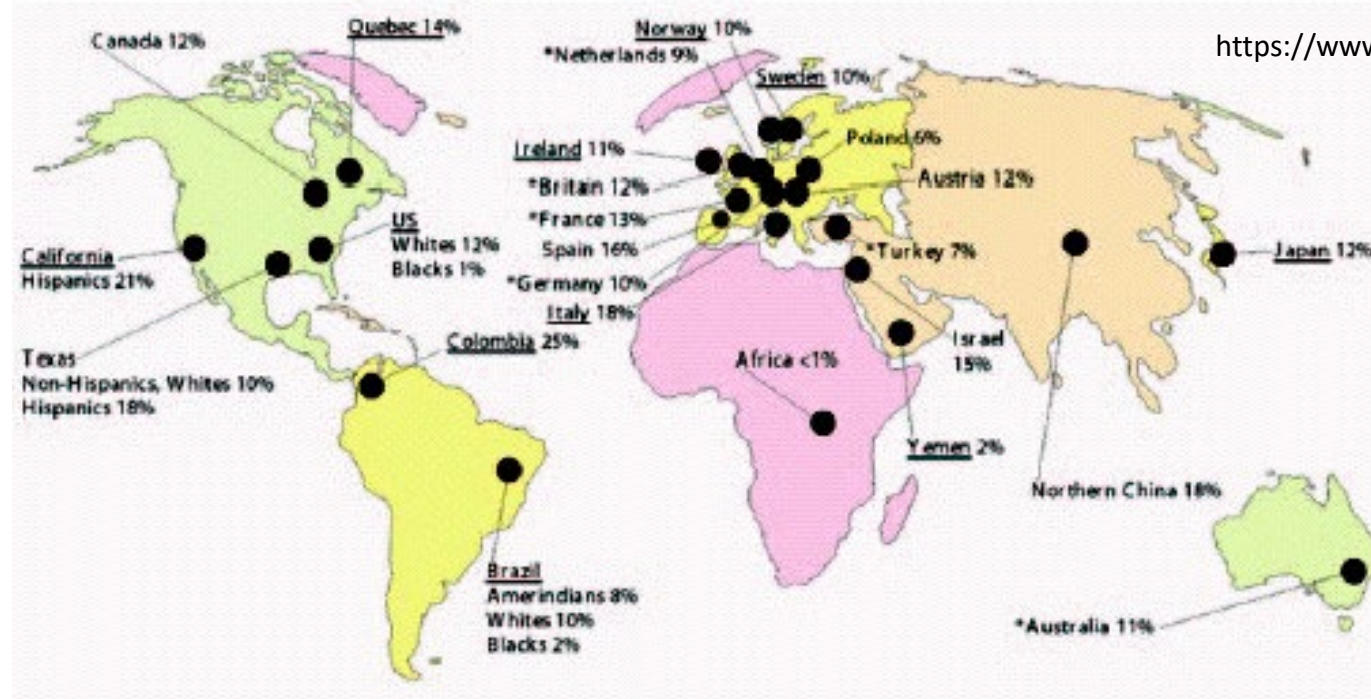 Canada 12%
Quebec 14%
Norway 10%
*Netherlands 9%
Sweden 10%
https://www
Ireland 11%
Poland 6%
*Britain 12%
Austria 12%
*France 13%
Spain 16%
*Germany 10%
Italy 18%
*Turkey 7%
Japan 12%
California
Hispanics 21%
US
Whites 12%
Blacks 1%
Texas
Non-Hispanics, Whites 10%
Hispanics 18%
Colombia 25%
Africa <1%
Israel
15%
Yemen 2%
Northern China 18%
Brazil
Amerindians 8%
Whites 10%
Blacks 2%
*Australia 11%